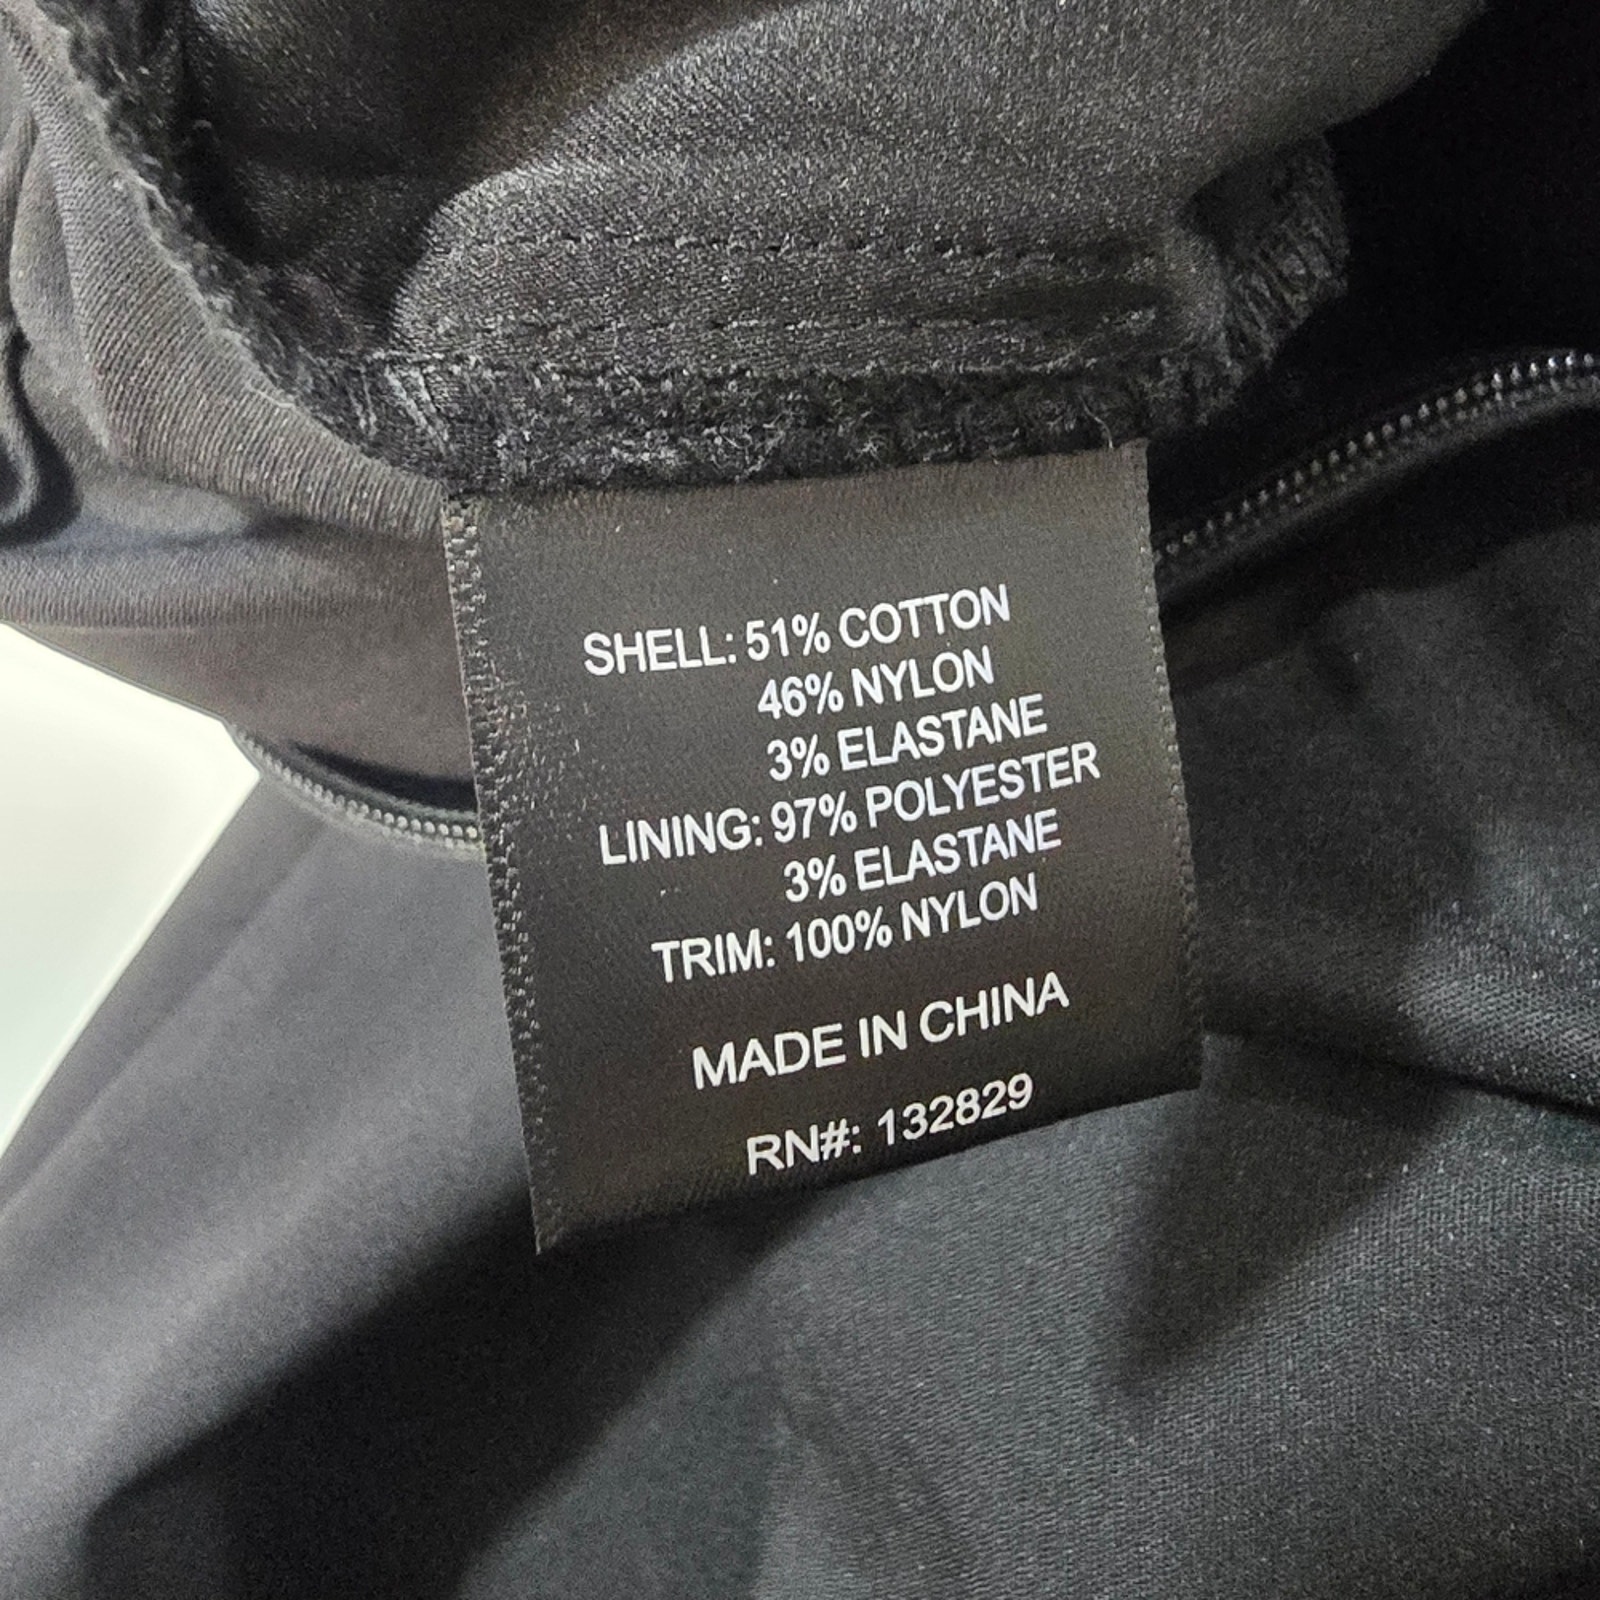 SHELL: 51% COTTON
46% NYLON
3% ELASTANE
LINING: 97% POLYESTER
3% ELASTANE
TRIM: 100% NYLON
MADE IN CHINA
RN#: 132829